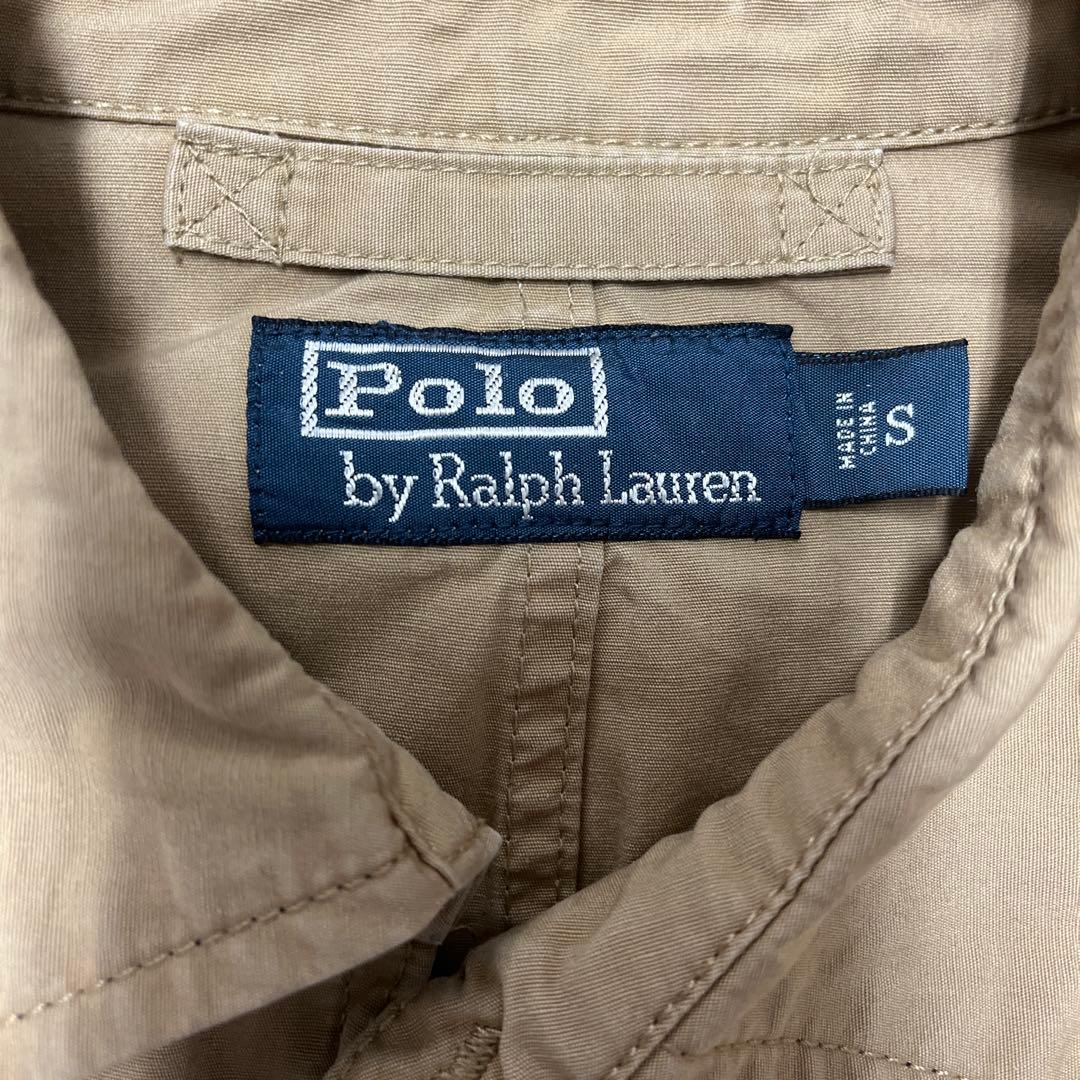 Polo
by Ralph Lauren
MADE IN
CHINA
S